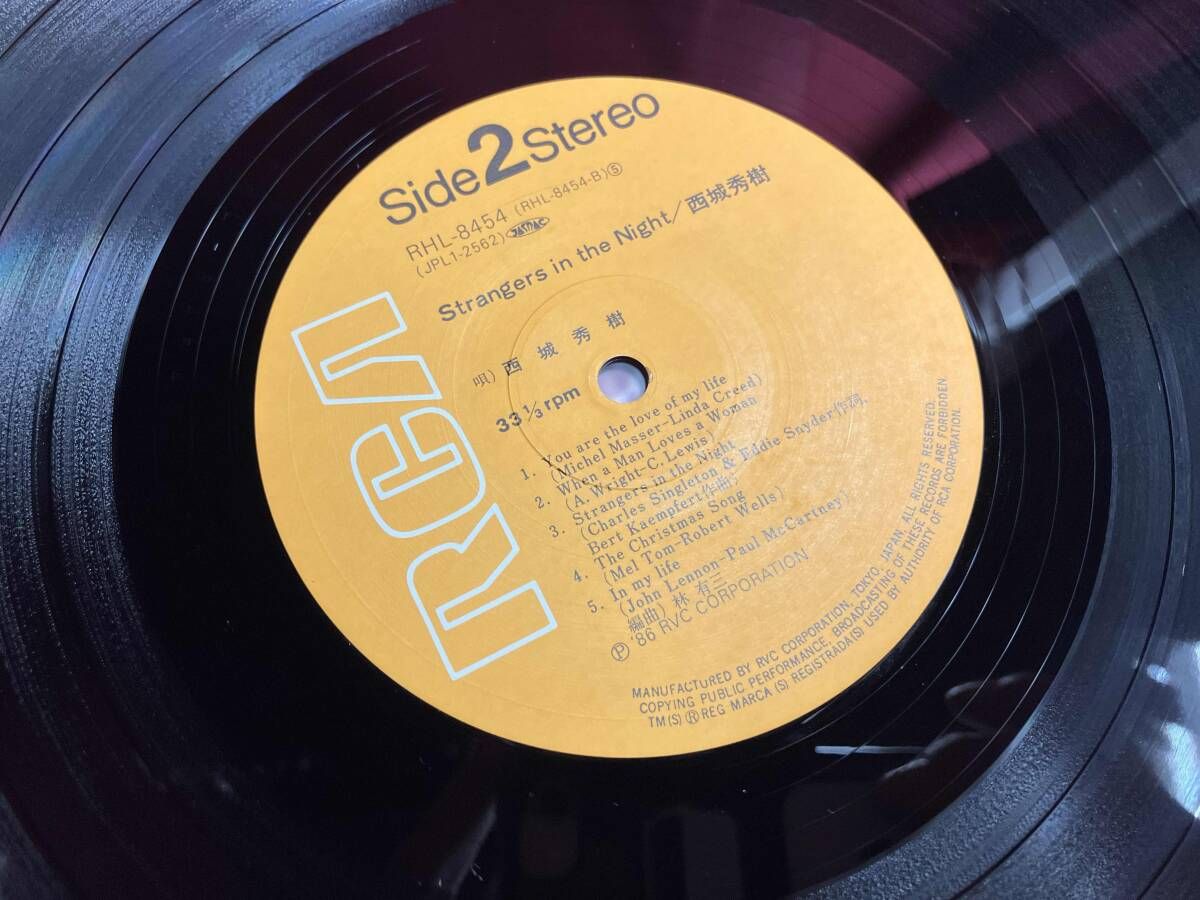 Side 2 Stereo
RHL-8454 (RHL-8454-B)⑤
(JPL1-2562) JASRAC
Strangers in the Night/西城秀樹
唄) 西城秀樹
33 1/3 rpm
RCA
1. You are the love of my life
(Michel Masser-Linda Creed)
2. When a Man Loves a Woman
(A. Wright-C. Lewis)
3. Strangers in the Night
(Charles Singleton & Eddie Snyder作詞,
Bert Kaempfert作曲)
4. The Christmas Song
(Mel Tom-Robert Wells)
5. In my life
(John Lennon-Paul McCartney)
編曲) 林 有三
Ⓟ '86 RVC CORPORATION
MANUFACTURED BY RVC CORPORATION, TOKYO, JAPAN, ALL RIGHTS RESERVED.
COPYING PUBLIC PERFORMANCE, BROADCASTING OF THESE RECORDS ARE FORBIDDEN
TM(S) ® REG MARCA (S) REGISTRADA(S) USED BY AUTHORITY OF RCA CORPORATION.